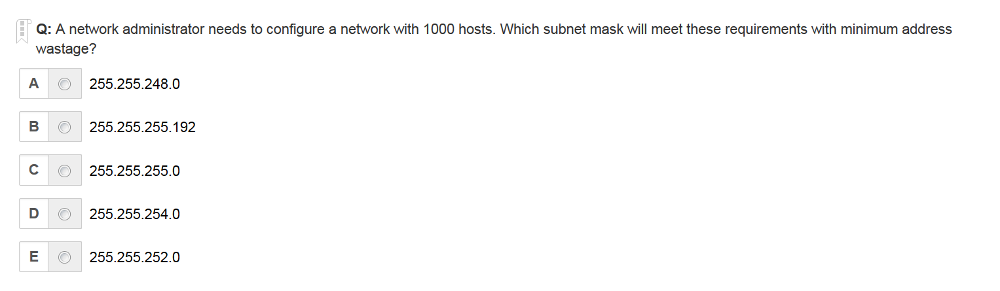 Q: A network administrator needs to configure a network with 1000 hosts. Which subnet mask will meet these requirements with minimum address
wastage?
A 255.255.248.0
B 255.255.255.192
C 255.255.255.0
D 255.255.254.0
E 255.255.252.0